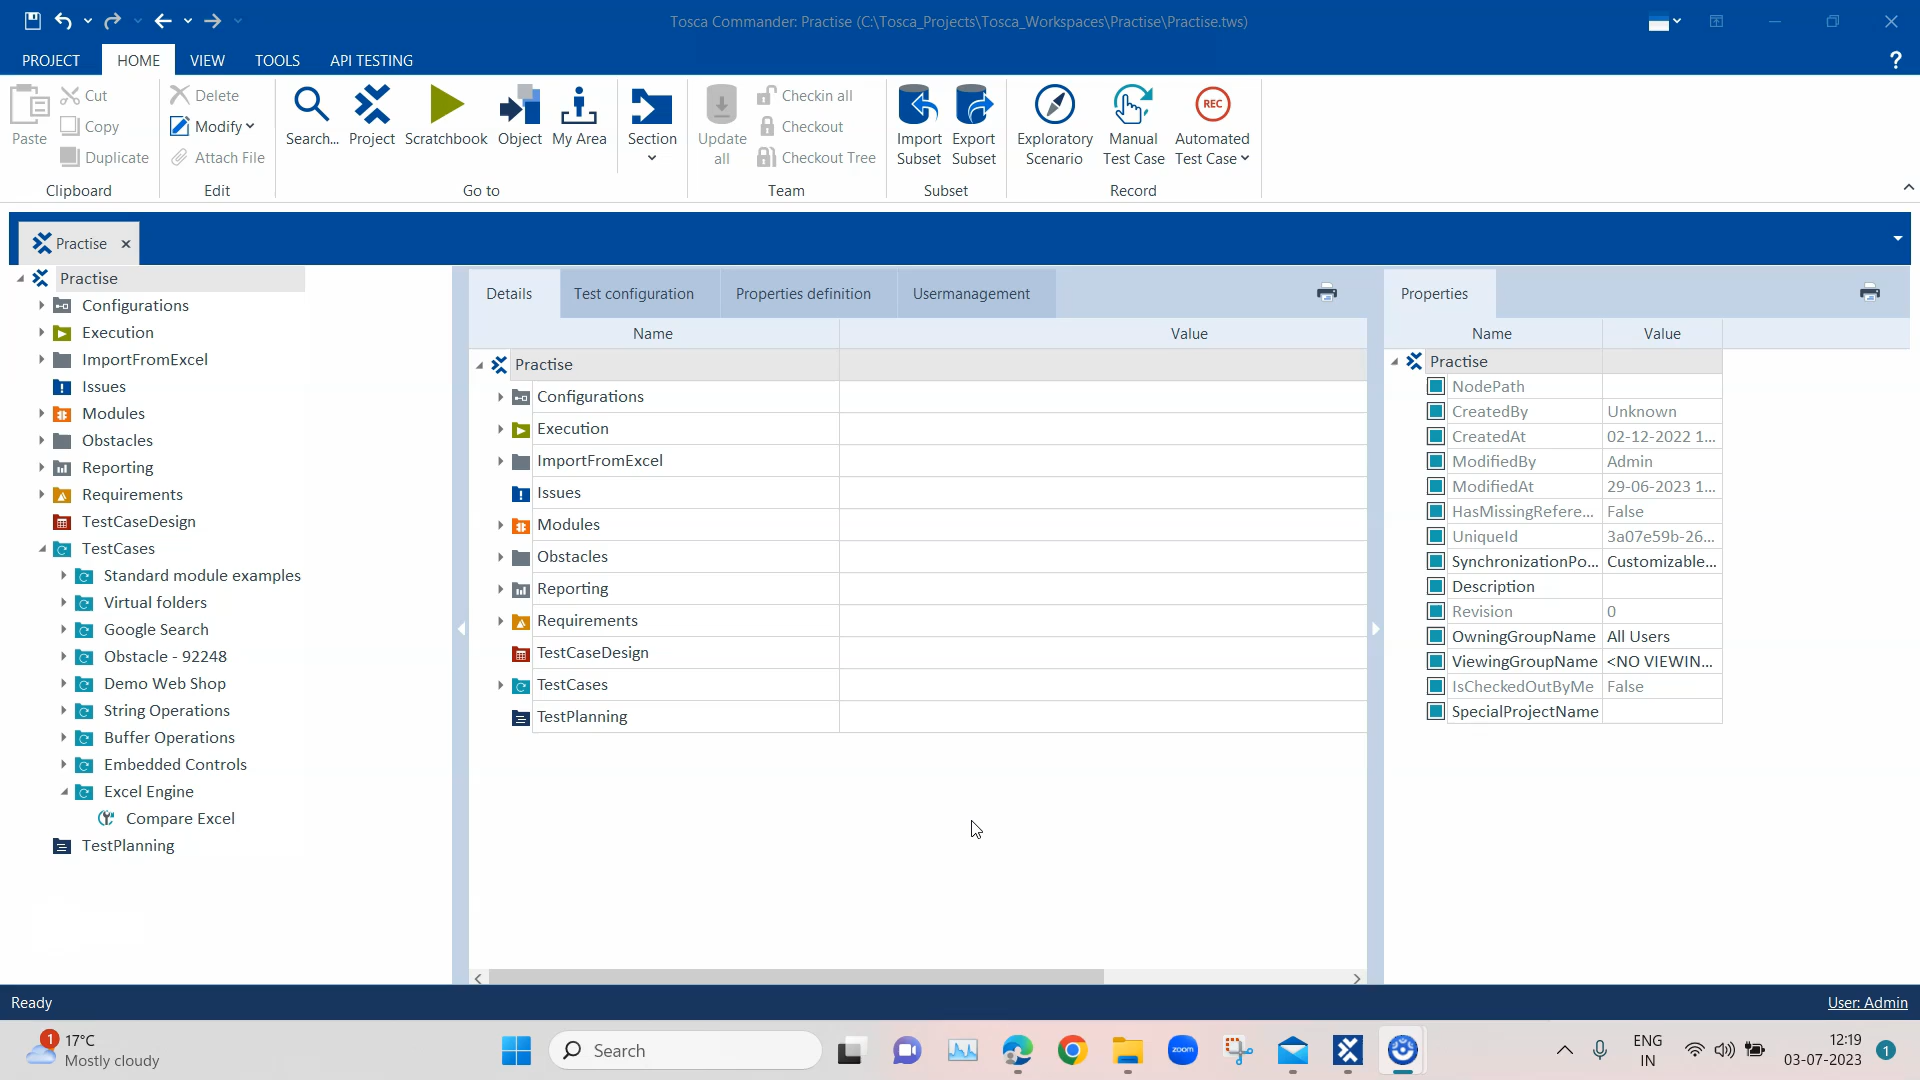 Tosca Commander: Practise (C:\Tosca_Projects\Tosca_Workspaces\Practise\Practise.tws)
PROJECT HOME VIEW TOOLS API TESTING ?
Paste
Cut
Copy
Duplicate
Clipboard
Delete
Modify
Attach File
Edit
Search... Project Scratchbook Object My Area Section
Go to
Update all
Checkin all
Checkout
Checkout Tree
Team
Import Subset
Export Subset
Subset
Exploratory Scenario
Manual Test Case
REC
Automated Test Case
Record
Practise
Practise
Configurations
Execution
ImportFromExcel
Issues
Modules
Obstacles
Reporting
Requirements
TestCaseDesign
TestCases
Standard module examples
Virtual folders
Google Search
Obstacle - 92248
Demo Web Shop
String Operations
Buffer Operations
Embedded Controls
Excel Engine
Compare Excel
TestPlanning
Details Test configuration Properties definition Usermanagement
Name Value
Practise
Configurations
Execution
ImportFromExcel
Issues
Modules
Obstacles
Reporting
Requirements
TestCaseDesign
TestCases
TestPlanning
Properties
Name Value
Practise
NodePath
CreatedBy Unknown
CreatedAt 02-12-2022 1...
ModifiedBy Admin
ModifiedAt 29-06-2023 1...
HasMissingRefere... False
UniqueId 3a07e59b-26...
SynchronizationPo... Customizable...
Description
Revision 0
OwningGroupName All Users
ViewingGroupName <NO VIEWIN...
IsCheckedOutByMe False
SpecialProjectName
Ready User: Admin
1
17°C
Mostly cloudy
Search
zoom
ENG
IN
12:19
03-07-2023
1